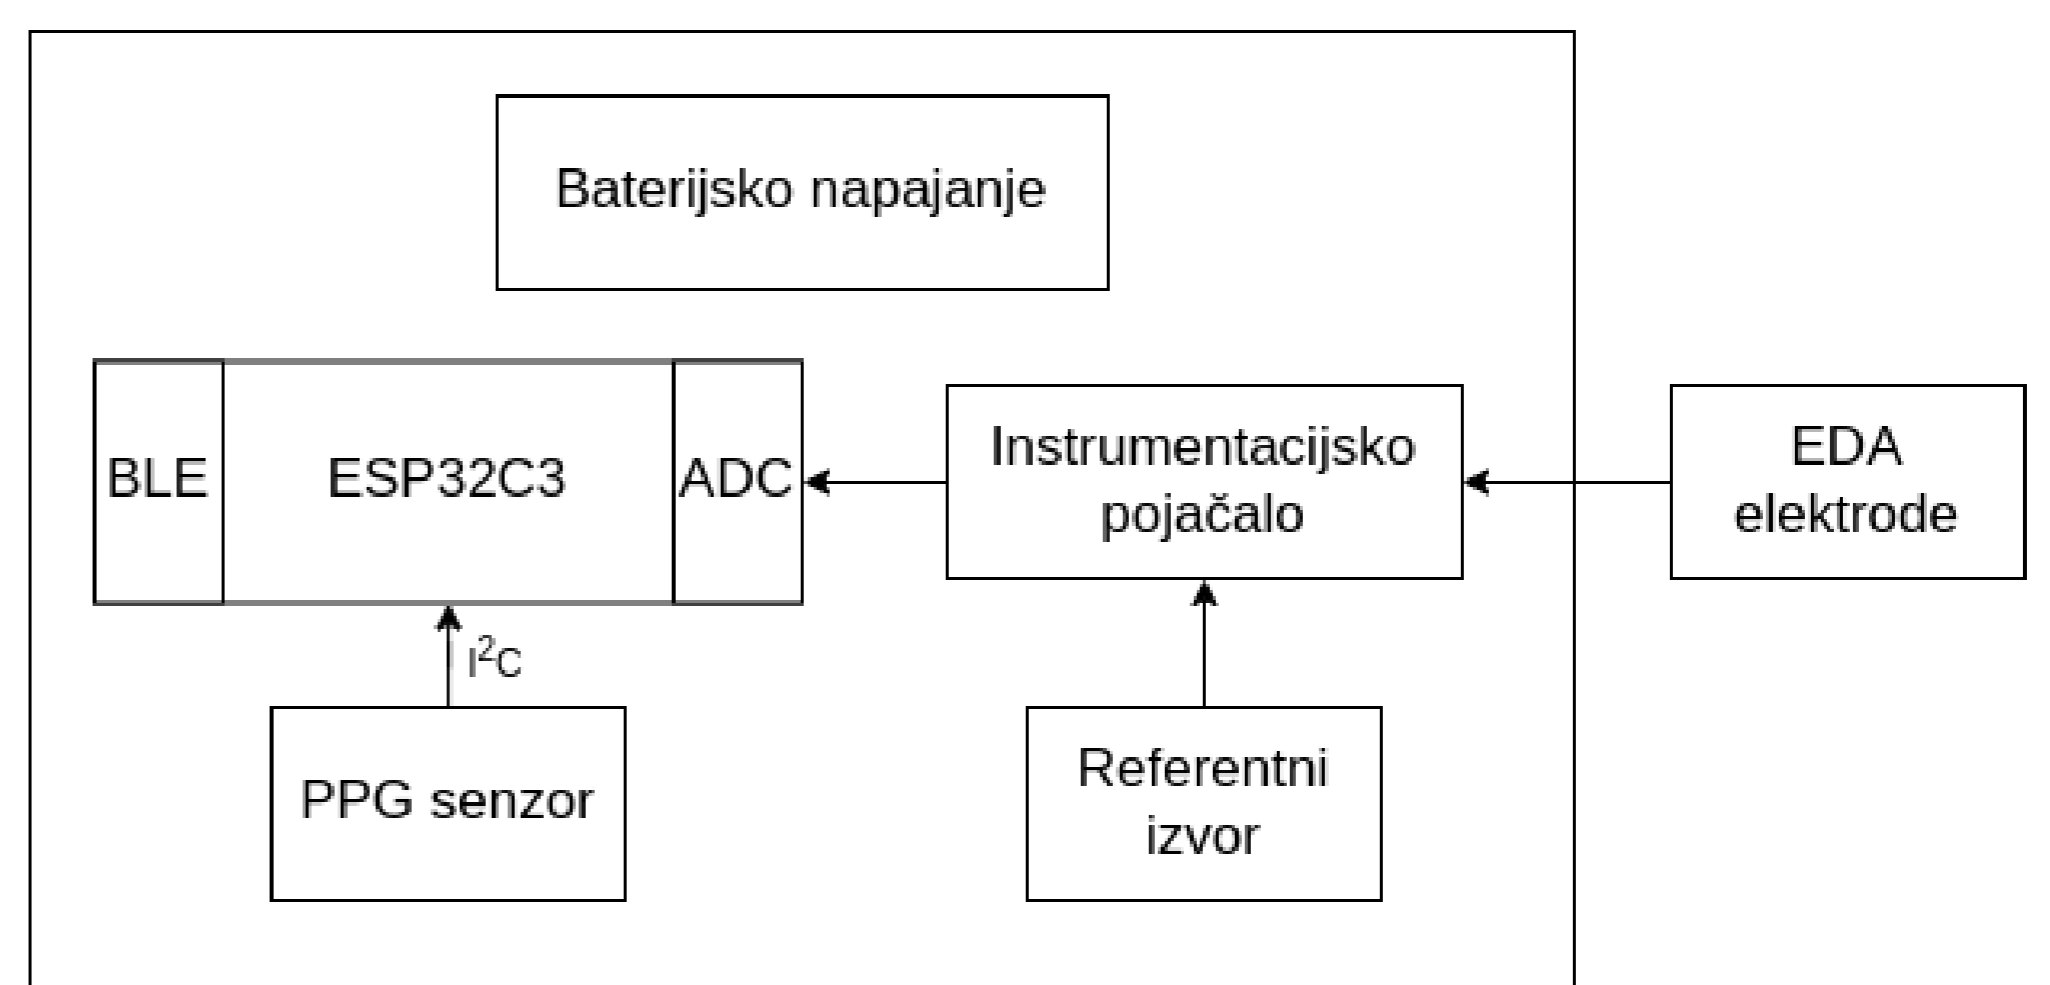 Baterijsko napajanje
BLE
ESP32C3
ADC
Instrumentacijsko
pojačalo
EDA
elektrode
I²C
PPG senzor
Referentni
izvor